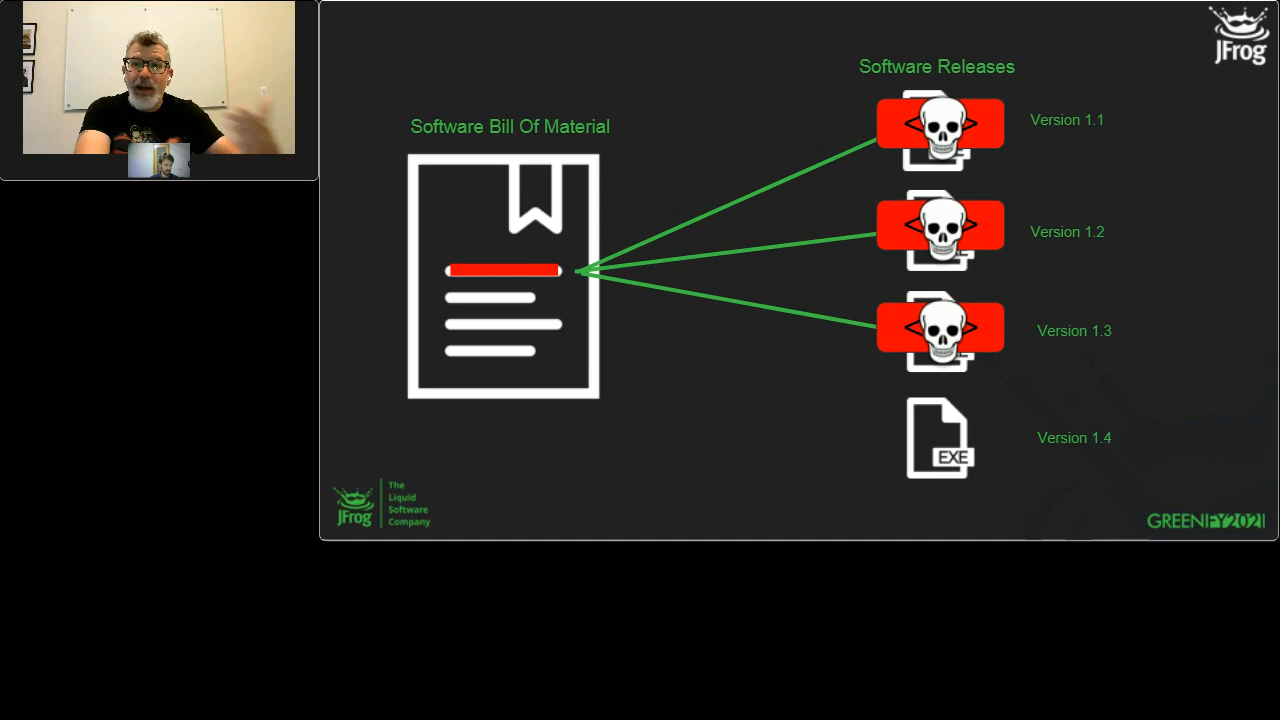 JFrog
Software Releases
Software Bill Of Material
Version 1.1
Version 1.2
Version 1.3
Version 1.4
EXE
JFrog
The
Liquid
Software
Company
GREENIFY2021